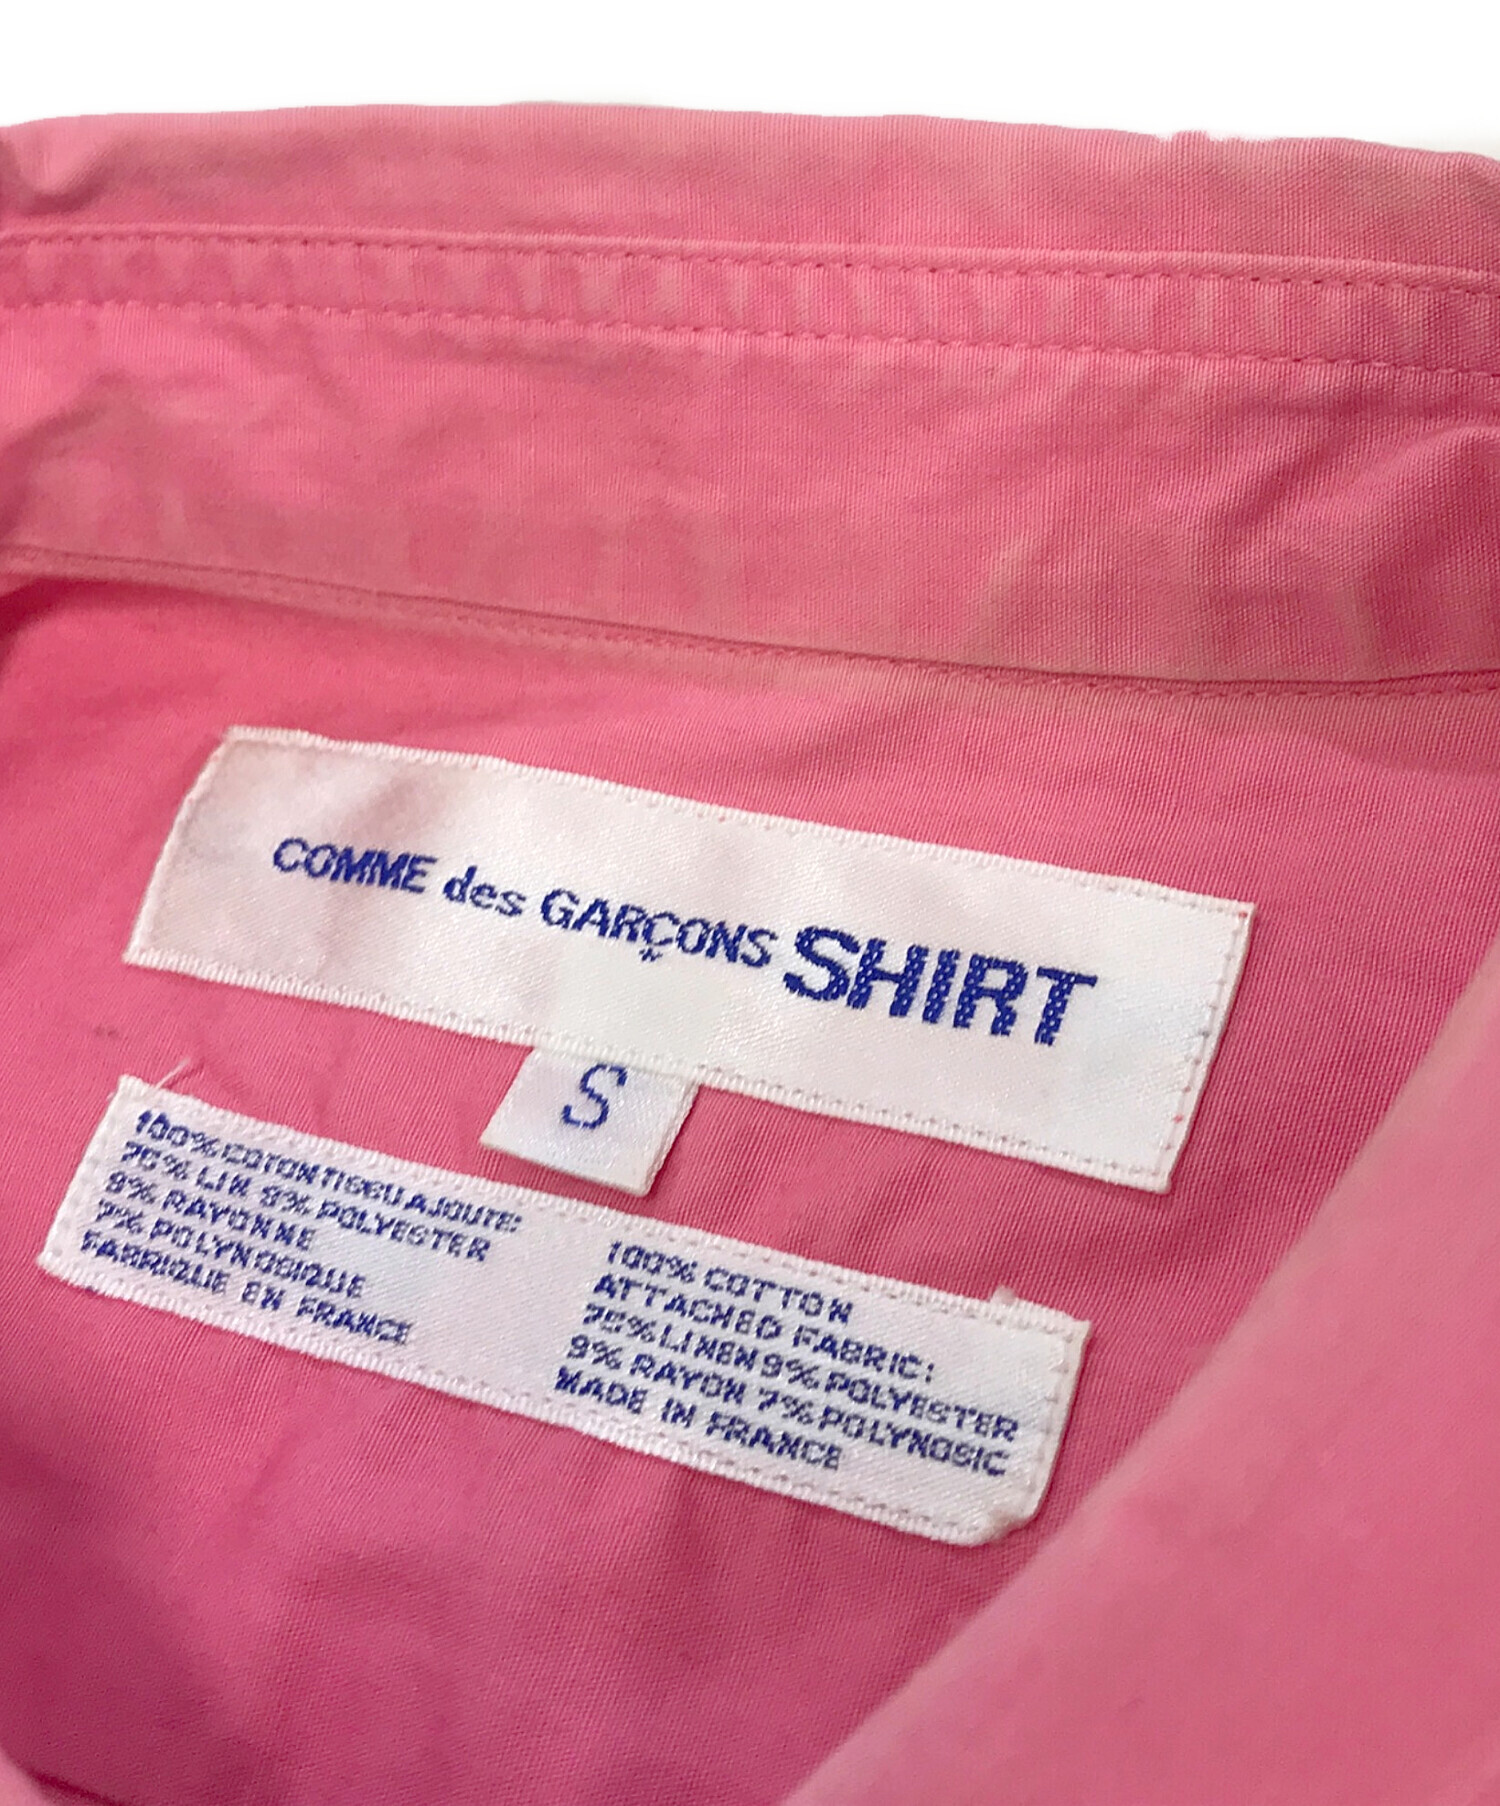 COMME des GARÇONS SHIRT
S
100% COTON TISSU AJOUTE:
75% LIN 9% POLYESTER
9% RAYONNE
7% POLYNOSIQUE
FABRIQUE EN FRANCE
100% COTTON
ATTACHED FABRIC:
75% LINEN 9% POLYESTER
9% RAYON 7% POLYNOSIC
MADE IN FRANCE